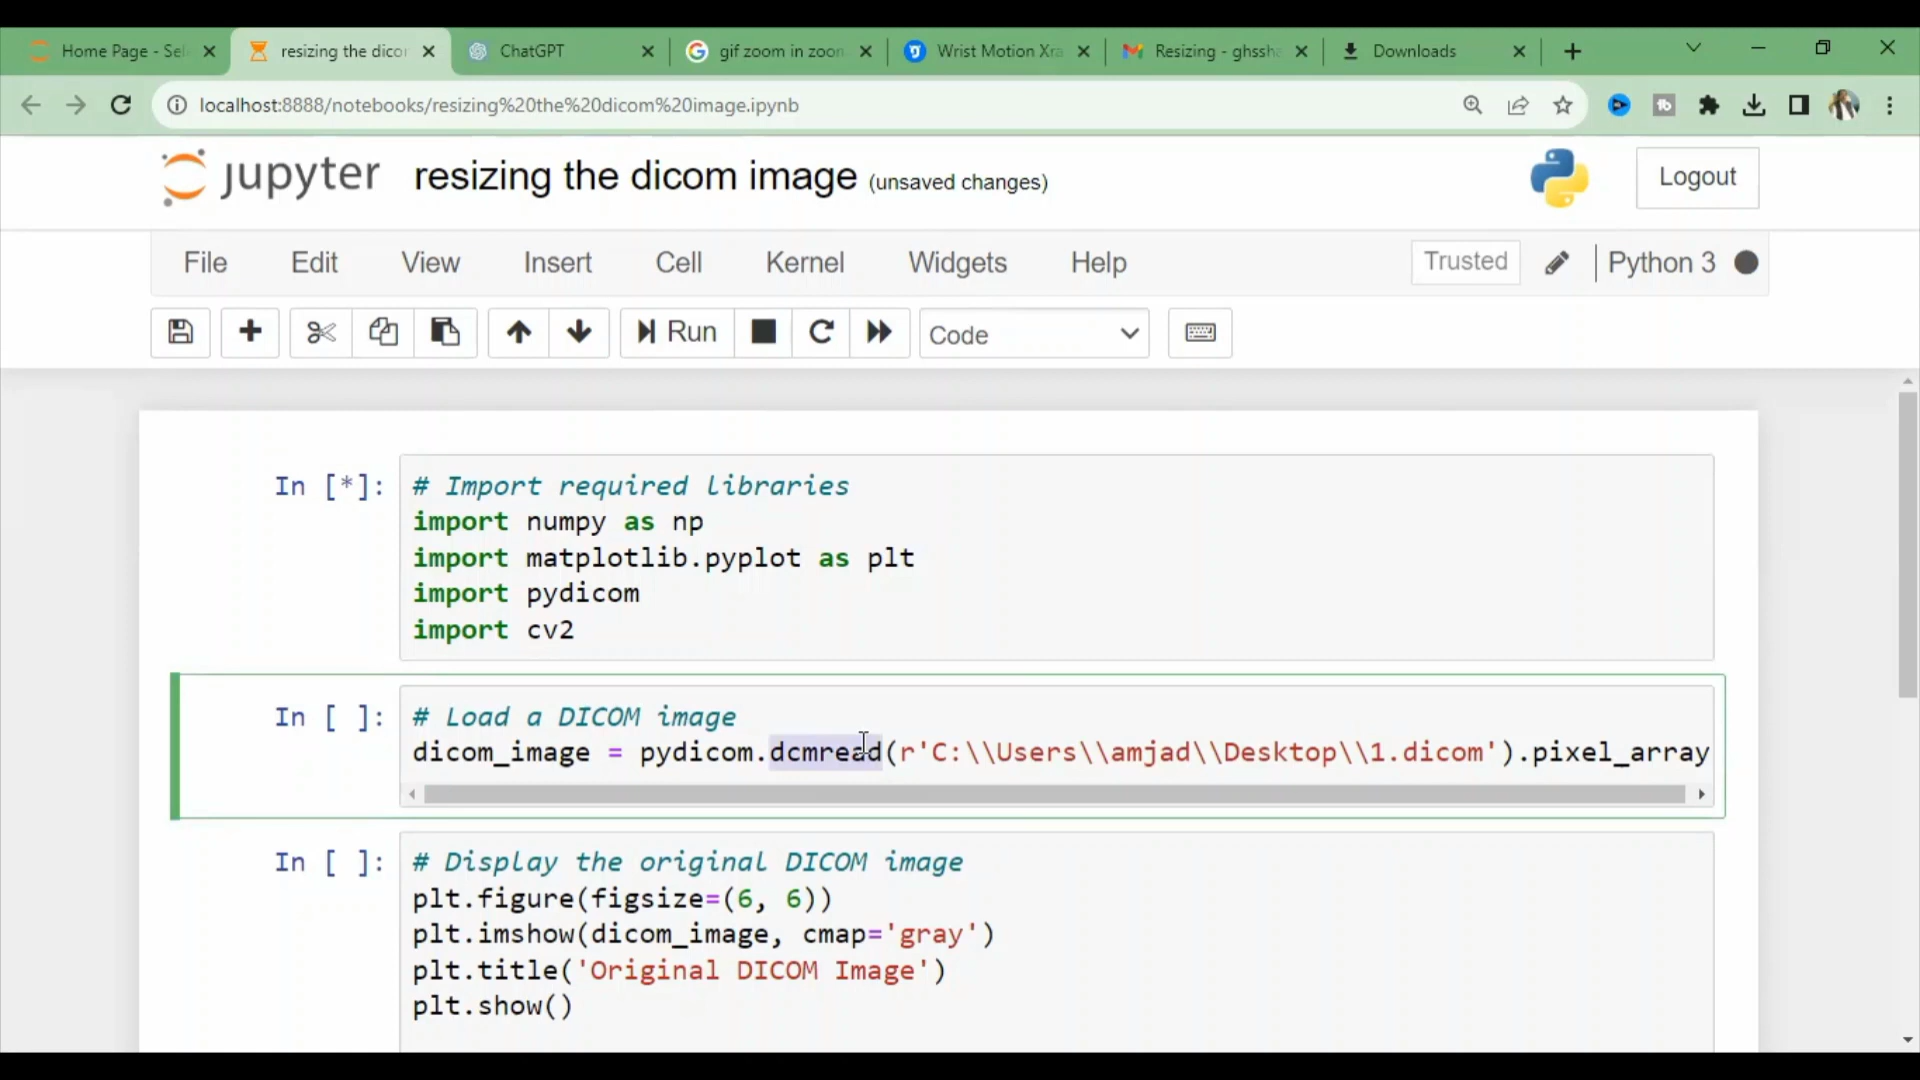 Home Page - Sel
resizing the dicon
ChatGPT
gif zoom in zoon
Wrist Motion Xra
Resizing - ghssha
Downloads
localhost:8888/notebooks/resizing%20the%20dicom%20image.ipynb
jupyter resizing the dicom image (unsaved changes)
Logout
File Edit View Insert Cell Kernel Widgets Help
Trusted
Python 3
Run
Code
In [*]:
# Import required libraries
import numpy as np
import matplotlib.pyplot as plt
import pydicom
import cv2
In [ ]:
# Load a DICOM image
dicom_image = pydicom.dcmread(r'C:\\Users\\amjad\\Desktop\\1.dicom').pixel_array
In [ ]:
# Display the original DICOM image
plt.figure(figsize=(6, 6))
plt.imshow(dicom_image, cmap='gray')
plt.title('Original DICOM Image')
plt.show()